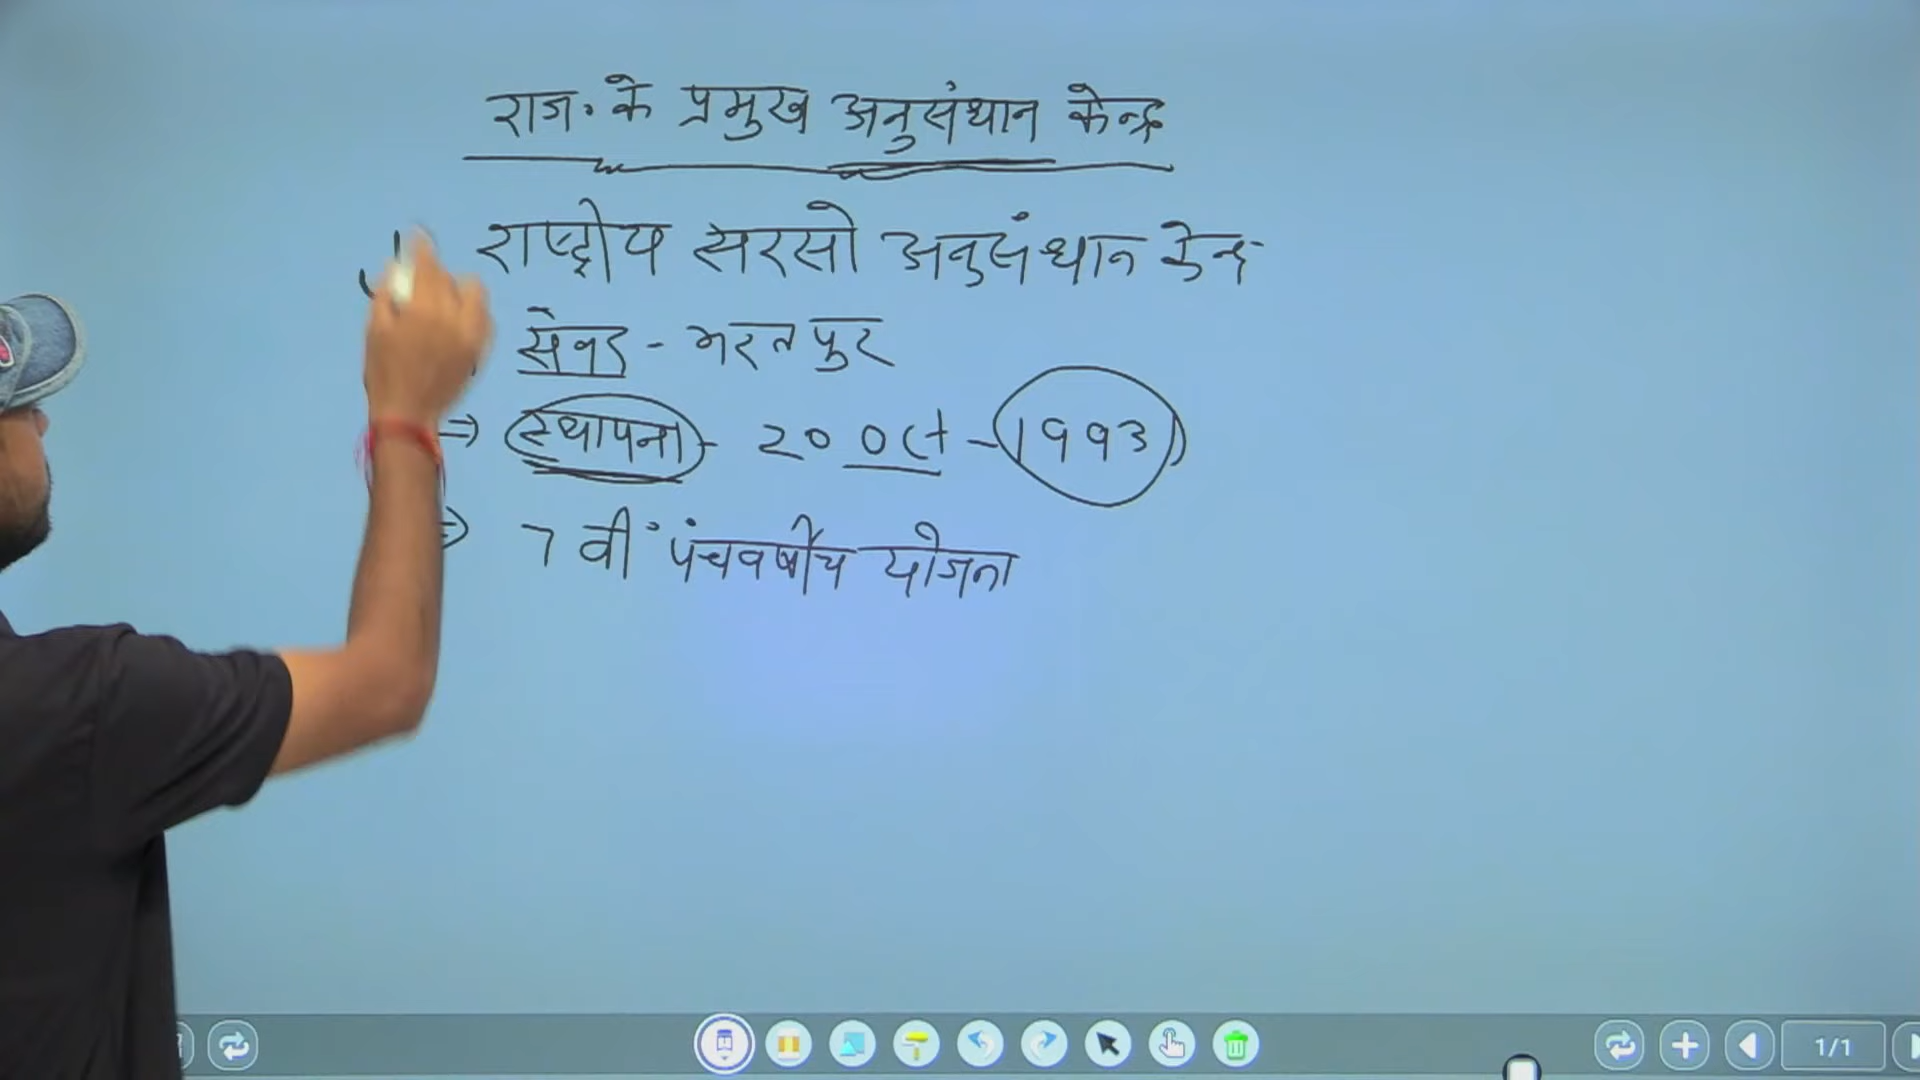 राज. के प्रमुख अनुसंधान केन्द्र
राष्ट्रीय सरसो अनुसंधान केन्द्र
सेवर - भरतपुर
⇒ स्थापना - 20 Oct - 1993
⇒ 7 वीं पंचवर्षीय योजना
1/1